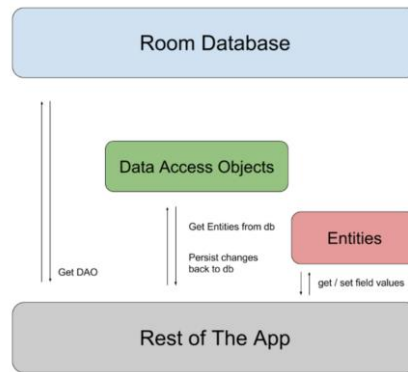 Room Database
Data Access Objects
Get Entities from db
Entities
Persist changes
back to db
Get DAO
get / set field values
Rest of The App